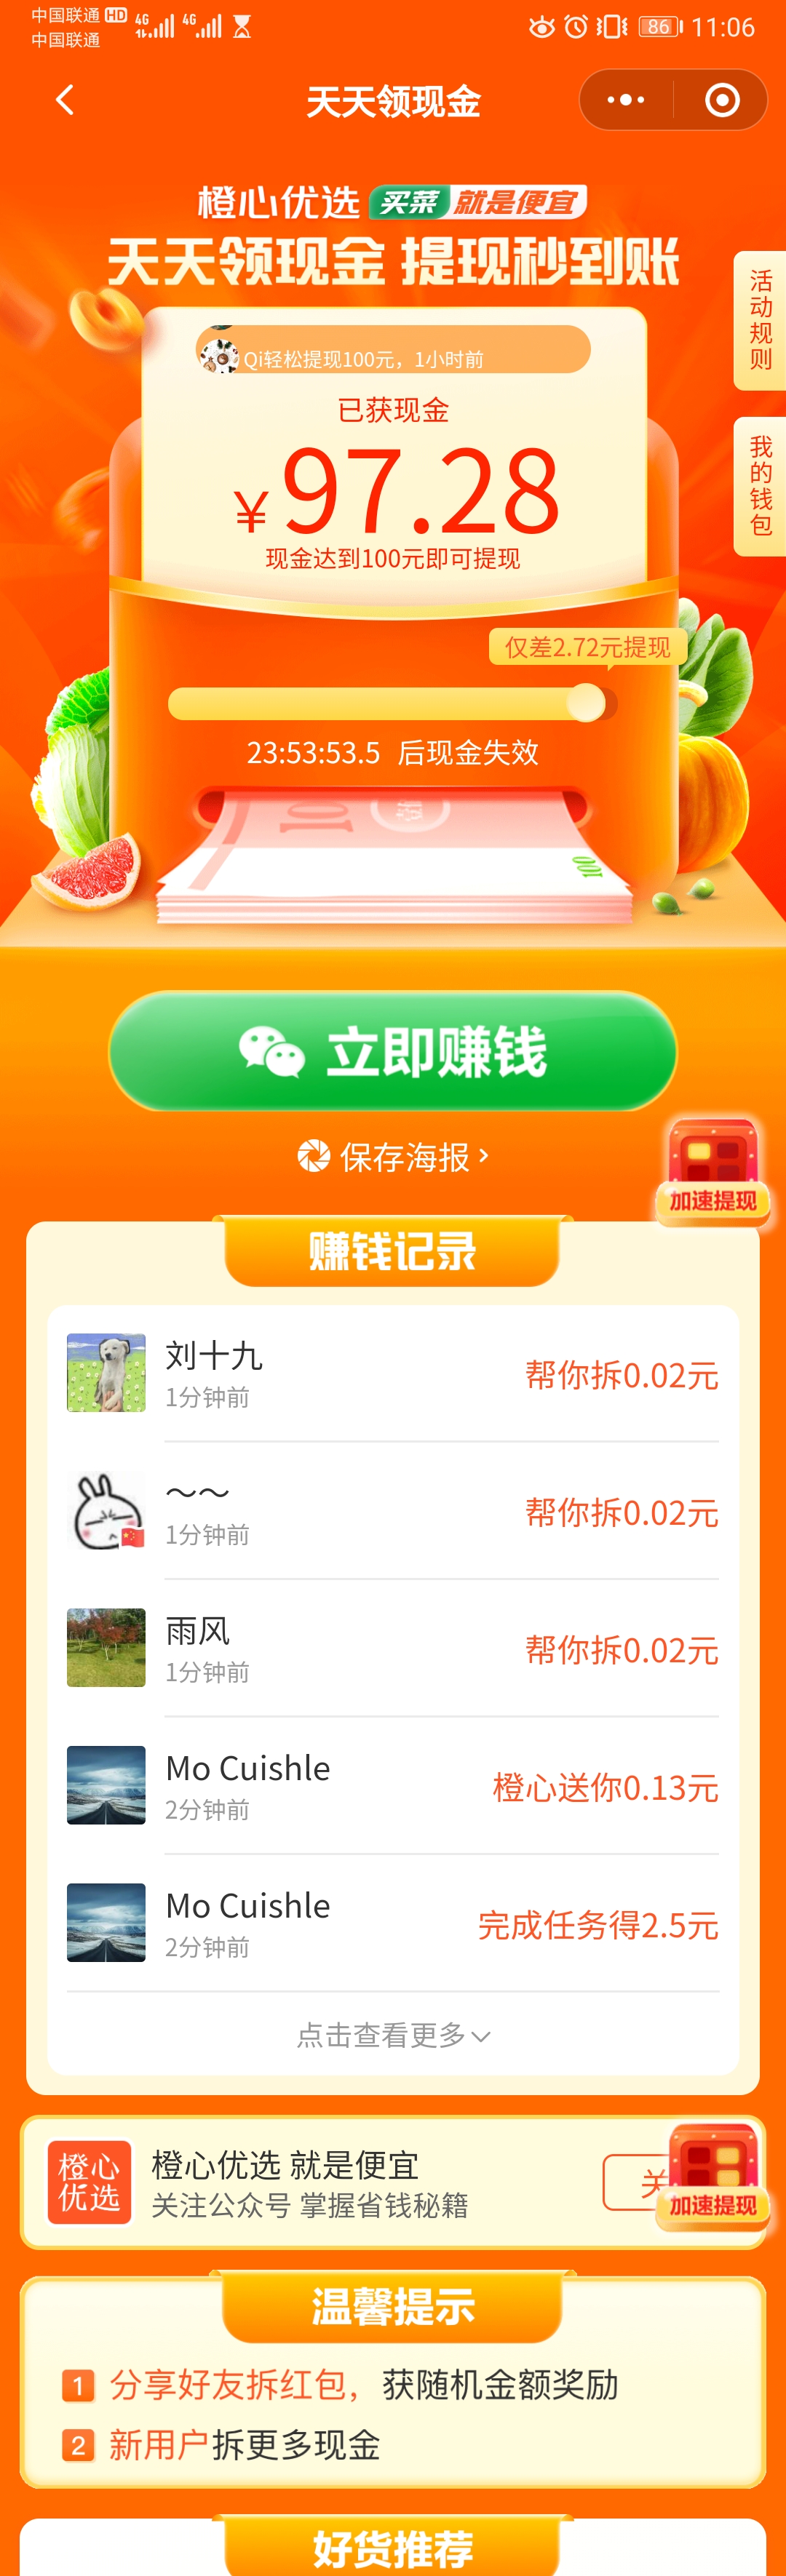 中国联通 HD 4G 4G 86 11:06
中国联通
天天领现金
橙心优选 买菜 就是便宜
天天领现金 提现秒到账
活动规则
Qi轻松提现100元，1小时前
已获现金
¥97.28
我的钱包
现金达到100元即可提现
仅差2.72元提现
23:53:53.5 后现金失效
立即赚钱
保存海报
加速提现
赚钱记录
刘十九
帮你拆0.02元
1分钟前
～～
帮你拆0.02元
1分钟前
雨风
帮你拆0.02元
1分钟前
Mo Cuishle
橙心送你0.13元
2分钟前
Mo Cuishle
完成任务得2.5元
2分钟前
点击查看更多
橙心
优选
橙心优选 就是便宜
关注公众号 掌握省钱秘籍
关
加速提现
温馨提示
1 分享好友拆红包，获随机金额奖励
2 新用户拆更多现金
好货推荐